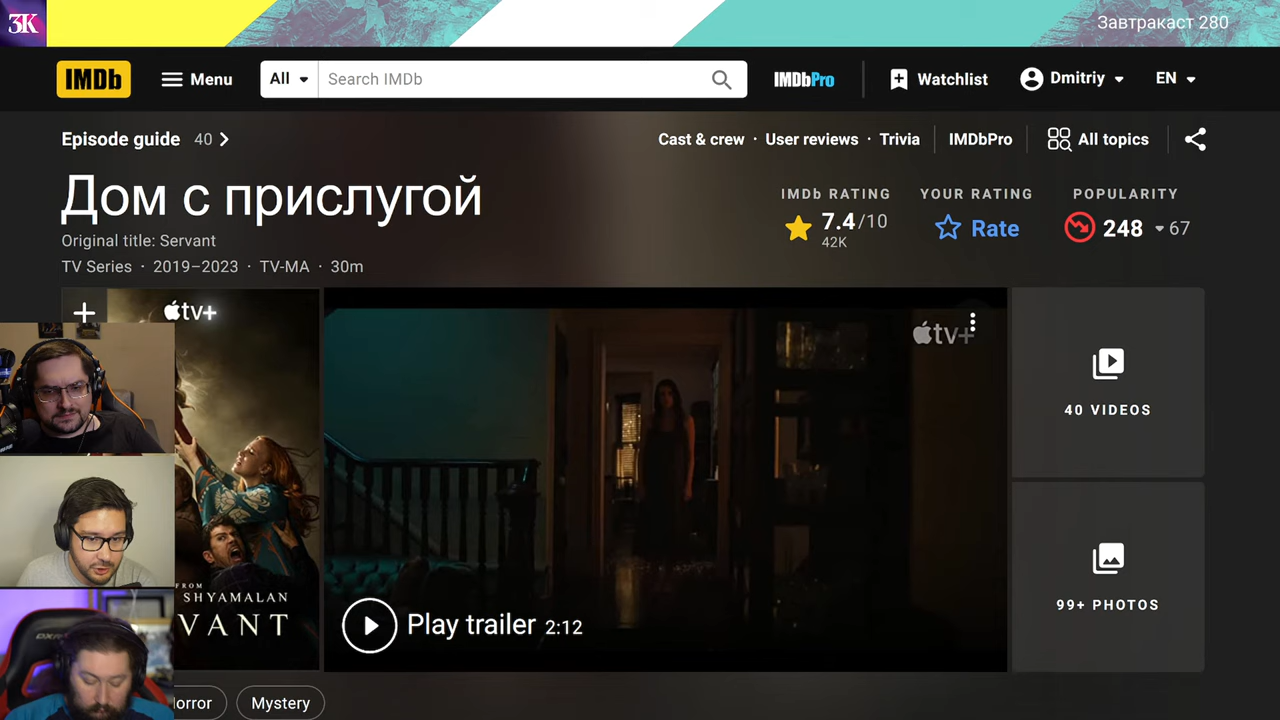 ЗК
Завтракаст 280
IMDb
Menu
All
Search IMDb
IMDbPro
Watchlist
Dmitriy
EN
Episode guide 40
Cast & crew · User reviews · Trivia
IMDbPro
All topics
Дом с прислугой
IMDb RATING
YOUR RATING
POPULARITY
7.4/10
42K
Rate
248
67
Original title: Servant
TV Series · 2019–2023 · TV-MA · 30m
tv+
tv+
40 VIDEOS
FROM
SHYAMALAN
VANT
Play trailer 2:12
99+ PHOTOS
orror
Mystery